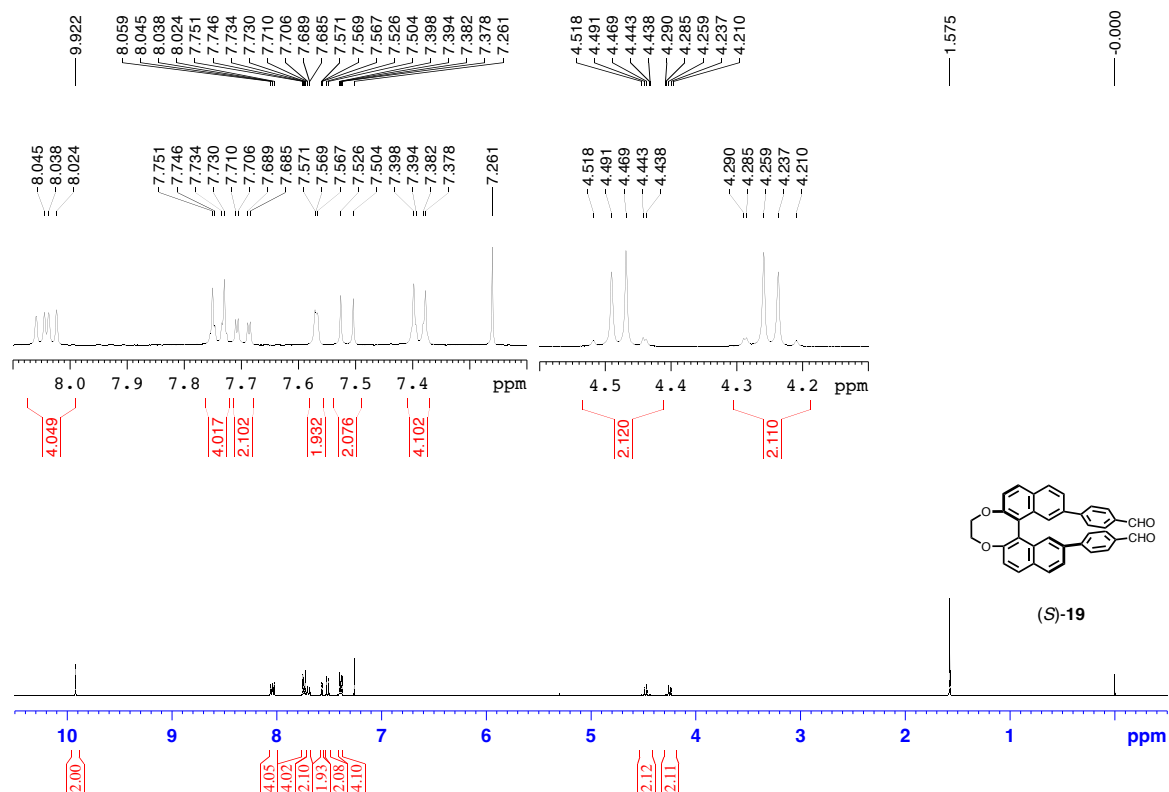 9.922 8.059 8.045 8.038 8.024 7.751 7.746 7.734 7.730 7.710 7.706 7.689 7.685 7.571 7.569 7.567 7.526 7.504 7.398 7.394 7.382 7.378 7.261 4.518 4.491 4.469 4.443 4.438 4.290 4.285 4.259 4.237 4.210 1.575 -0.000
8.045 8.038 8.024 7.751 7.746 7.734 7.730 7.710 7.706 7.689 7.685 7.571 7.569 7.567 7.526 7.504 7.398 7.394 7.382 7.378 7.261 4.518 4.491 4.469 4.443 4.438 4.290 4.285 4.259 4.237 4.210
8.0 7.9 7.8 7.7 7.6 7.5 7.4 ppm 4.5 4.4 4.3 4.2 ppm
4.049 4.017 2.102 1.932 2.076 4.102 2.120 2.110
O CHO
O CHO
(S)-19
10 9 8 7 6 5 4 3 2 1 ppm
2.00 4.05 4.02 2.10 1.93 2.08 4.10 2.12 2.11